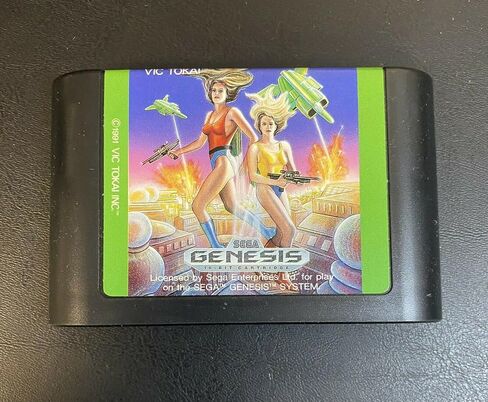 VIC TOKAI
©1991 VIC TOKAI INC.™
SEGA
GENESIS
16-BIT CARTRIDGE
Licensed by Sega Enterprises Ltd. for play
on the SEGA™ GENESIS™ SYSTEM.